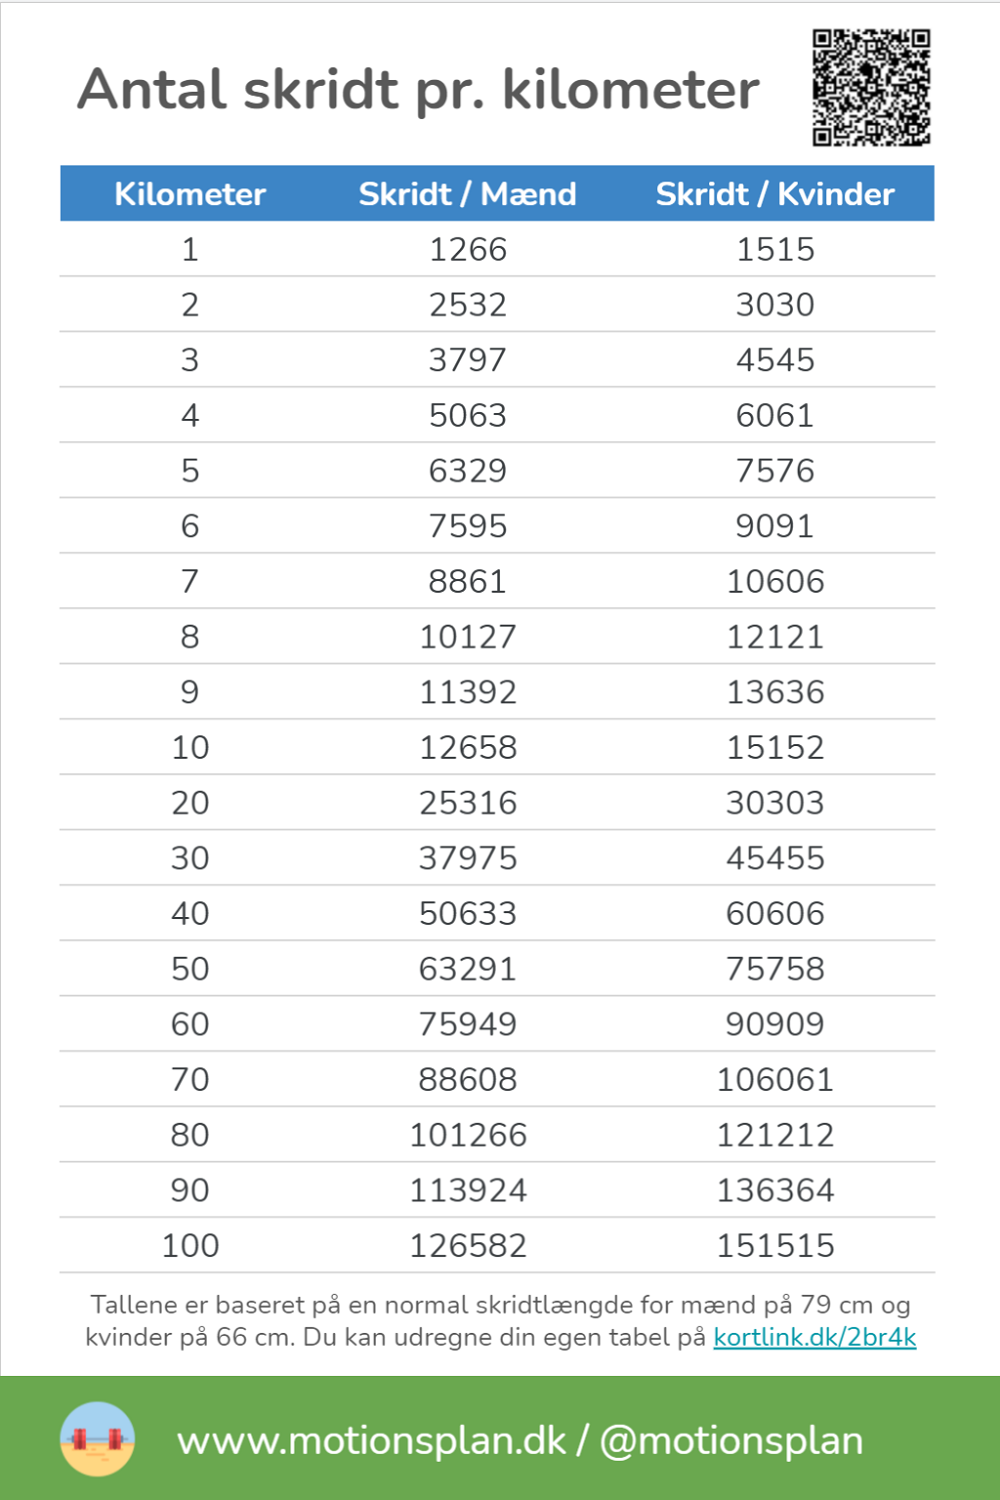 Antal skridt pr. kilometer
Kilometer Skridt / Mænd Skridt / Kvinder
1 1266 1515
2 2532 3030
3 3797 4545
4 5063 6061
5 6329 7576
6 7595 9091
7 8861 10606
8 10127 12121
9 11392 13636
10 12658 15152
20 25316 30303
30 37975 45455
40 50633 60606
50 63291 75758
60 75949 90909
70 88608 106061
80 101266 121212
90 113924 136364
100 126582 151515
Tallene er baseret på en normal skridtlængde for mænd på 79 cm og
kvinder på 66 cm. Du kan udregne din egen tabel på kortlink.dk/2br4k
www.motionsplan.dk / @motionsplan